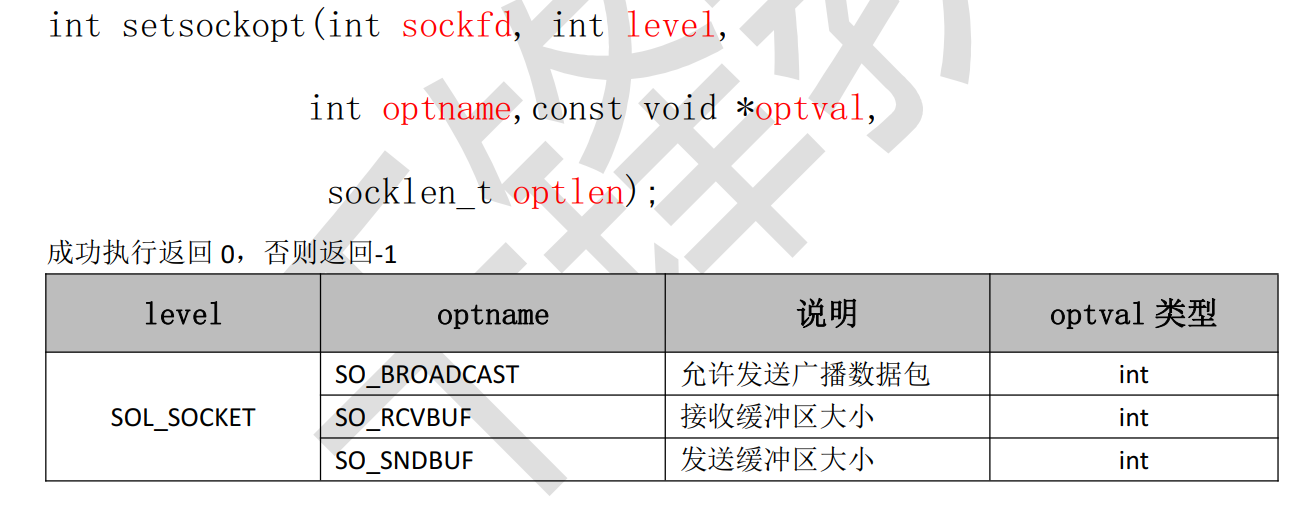 int setsockopt(int sockfd, int level,
int optname,const void *optval,
socklen_t optlen);
成功执行返回 0，否则返回-1
level optname 说明 optval 类型
SOL_SOCKET SO_BROADCAST 允许发送广播数据包 int
SO_RCVBUF 接收缓冲区大小 int
SO_SNDBUF 发送缓冲区大小 int